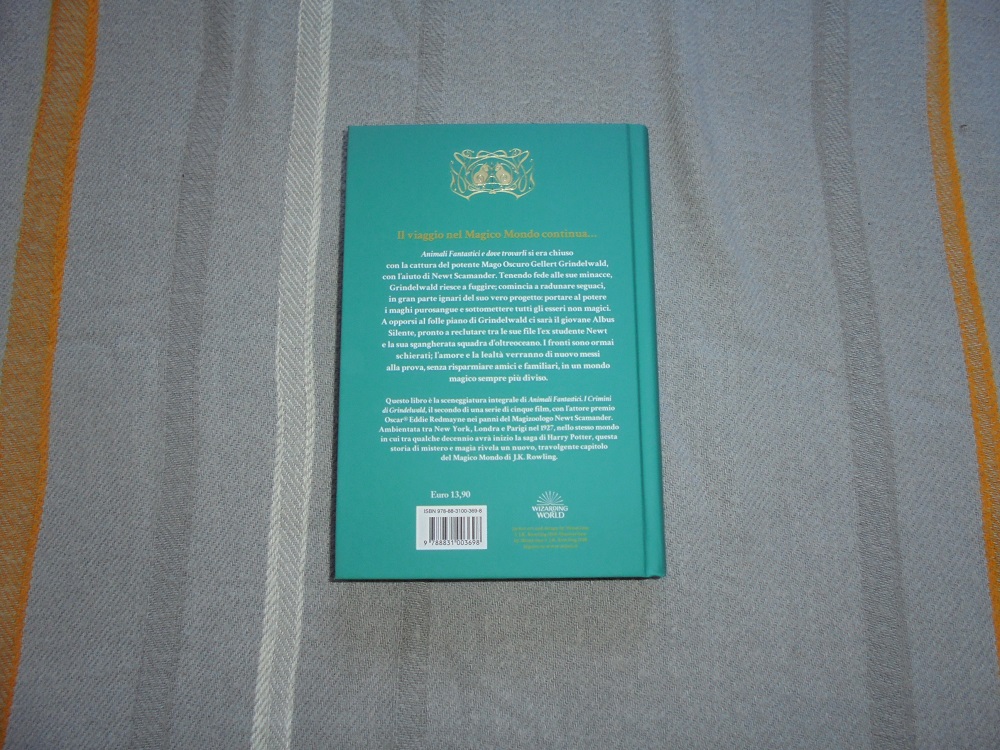 Il viaggio nel Magico Mondo continua...
Animali Fantastici e dove trovarli si era chiuso
con la cattura del potente Mago Oscuro Gellert Grindelwald,
con l'aiuto di Newt Scamander. Tenendo fede alle sue minacce,
Grindelwald riesce a fuggire; comincia a radunare seguaci,
in gran parte ignari del suo vero progetto: portare al potere
i maghi purosangue e sottomettere tutti gli esseri non magici.
A opporsi al folle piano di Grindelwald ci sarà il giovane Albus
Silente, pronto a reclutare tra le sue file l'ex studente Newt
e la sua sgangherata squadra d'oltreoceano. I fronti sono ormai
schierati; l'amore e la lealtà verranno di nuovo messi
alla prova, senza risparmiare amici e familiari, in un mondo
magico sempre più diviso.
Questo libro è la sceneggiatura integrale di Animali Fantastici. I Crimini
di Grindelwald, il secondo di una serie di cinque film, con l'attore premio
Oscar® Eddie Redmayne nei panni del Magizoologo Newt Scamander.
Ambientata tra New York, Londra e Parigi nel 1927, nello stesso mondo
in cui tra qualche decennio avrà inizio la saga di Harry Potter, questa
storia di mistero e magia rivela un nuovo, travolgente capitolo
del Magico Mondo di J.K. Rowling.
Euro 13,90
ISBN 978-88-3100-369-8
9 788831 003698
WIZARDING
WORLD